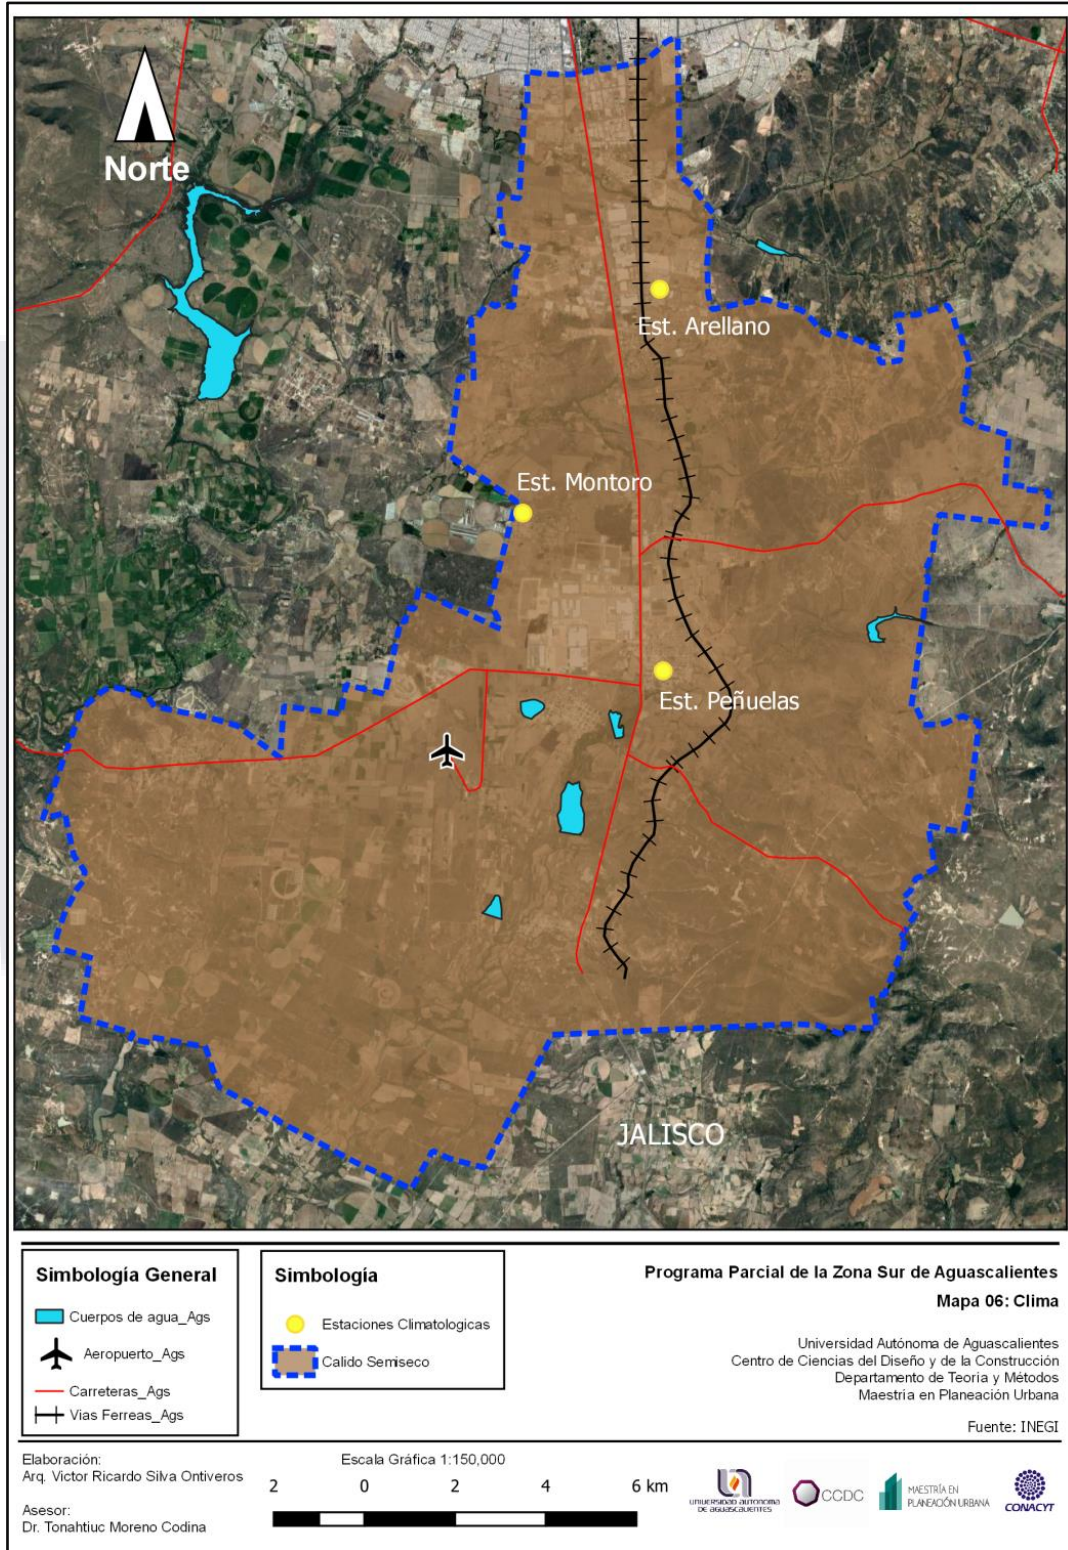 Norte
Est. Arellano
Est. Montoro
Est. Peñuelas
JALISCO
Simbología General
Cuerpos de agua_Ags
Aeropuerto_Ags
Carreteras_Ags
Vias Ferreas_Ags
Simbología
Estaciones Climatologicas
Calido Semiseco
Programa Parcial de la Zona Sur de Aguascalientes
Mapa 06: Clima
Universidad Autónoma de Aguascalientes
Centro de Ciencias del Diseño y de la Construcción
Departamento de Teoria y Métodos
Maestria en Planeación Urbana
Fuente: INEGI
Elaboración:
Arq. Victor Ricardo Silva Ontiveros
Asesor:
Dr. Tonahtiuc Moreno Codina
Escala Gráfica 1:150,000
2 0 2 4 6 km
UNIVERSIDAD AUTONOMA
DE AGUASCALIENTES
CCDC
MAESTRÍA EN
PLANEACIÓN URBANA
CONACYT